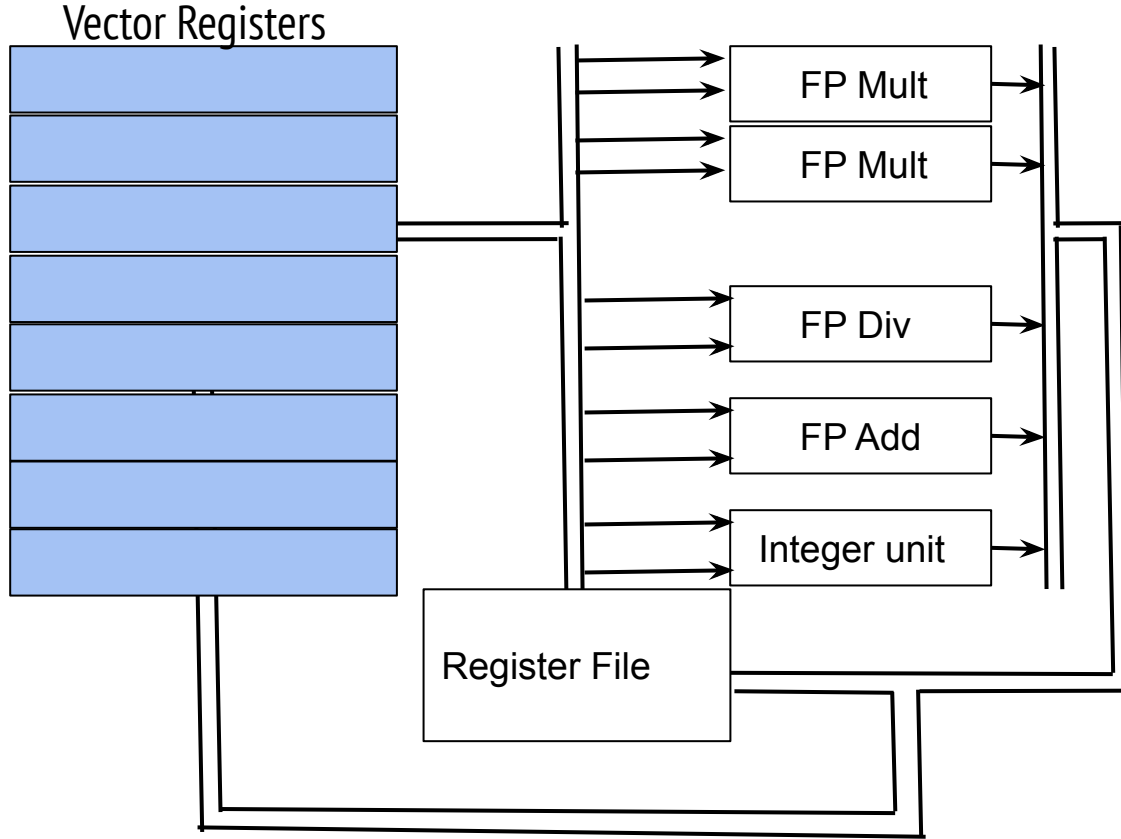 Vector Registers
FP Mult
FP Mult
FP Div
FP Add
Integer unit
Register File